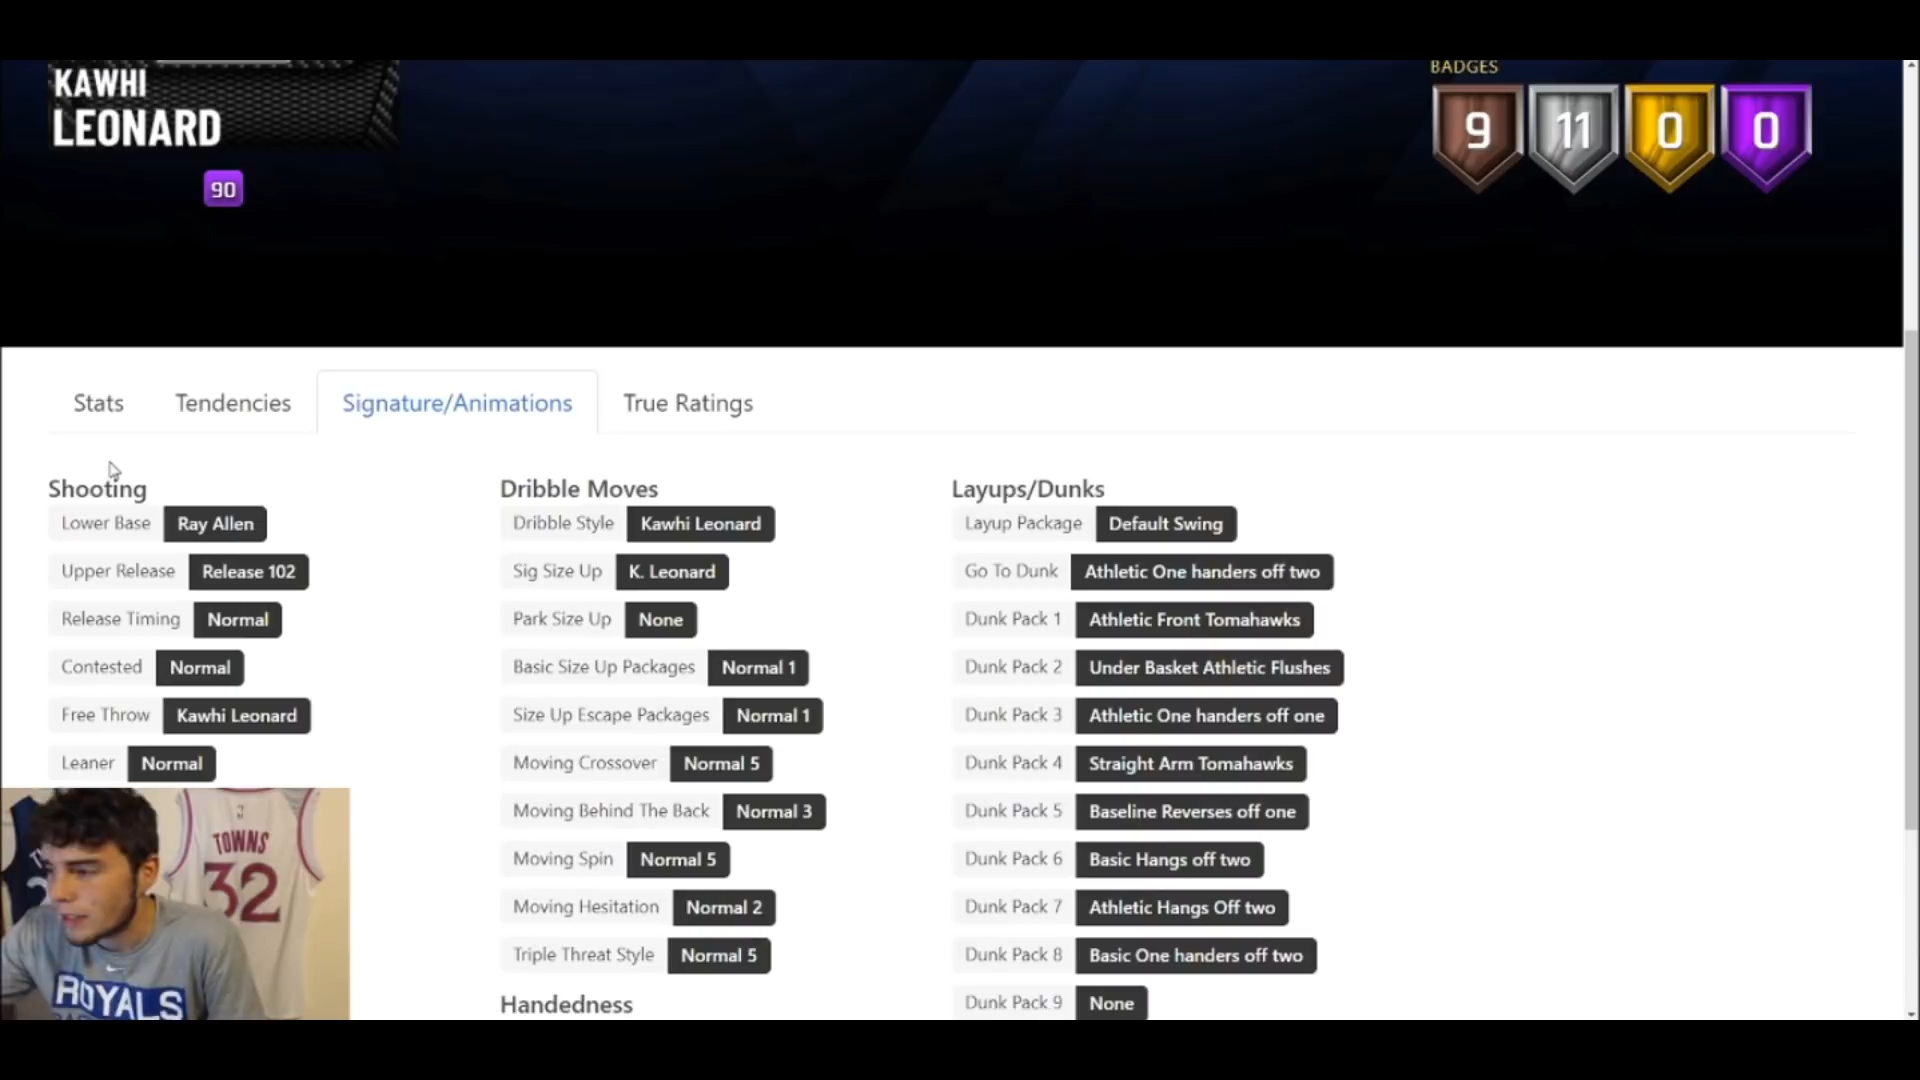 KAWHI
LEONARD
90
BADGES
9 11 0 0
Stats Tendencies Signature/Animations True Ratings
Shooting
Lower Base Ray Allen
Upper Release Release 102
Release Timing Normal
Contested Normal
Free Throw Kawhi Leonard
Leaner Normal
Dribble Moves
Dribble Style Kawhi Leonard
Sig Size Up K. Leonard
Park Size Up None
Basic Size Up Packages Normal 1
Size Up Escape Packages Normal 1
Moving Crossover Normal 5
Moving Behind The Back Normal 3
Moving Spin Normal 5
Moving Hesitation Normal 2
Triple Threat Style Normal 5
Handedness
Layups/Dunks
Layup Package Default Swing
Go To Dunk Athletic One handers off two
Dunk Pack 1 Athletic Front Tomahawks
Dunk Pack 2 Under Basket Athletic Flushes
Dunk Pack 3 Athletic One handers off one
Dunk Pack 4 Straight Arm Tomahawks
Dunk Pack 5 Baseline Reverses off one
Dunk Pack 6 Basic Hangs off two
Dunk Pack 7 Athletic Hangs Off two
Dunk Pack 8 Basic One handers off two
Dunk Pack 9 None
TOWNS
32
ROYALS